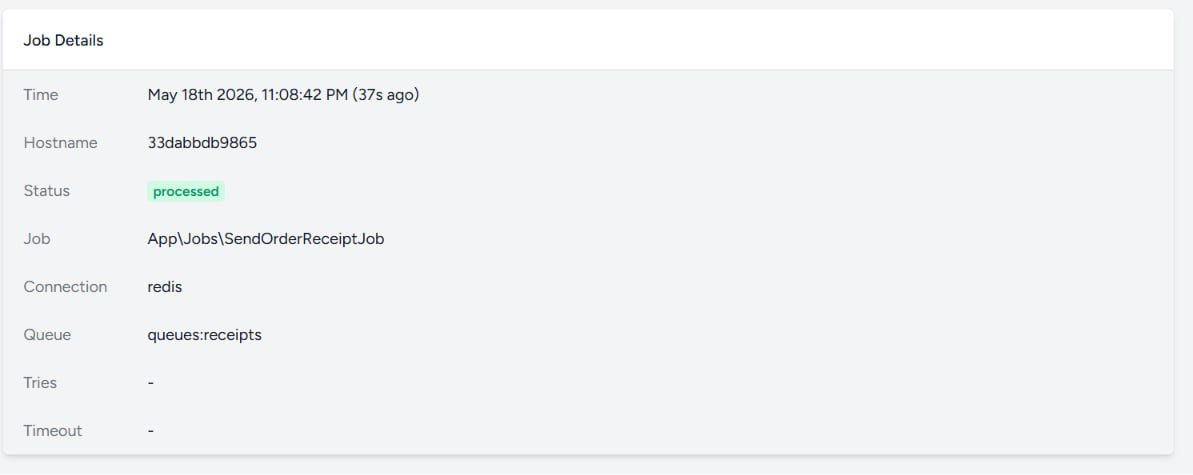 Job Details
Time May 18th 2026, 11:08:42 PM (37s ago)
Hostname 33dabbdb9865
Status processed
Job App\Jobs\SendOrderReceiptJob
Connection redis
Queue queues:receipts
Tries -
Timeout -